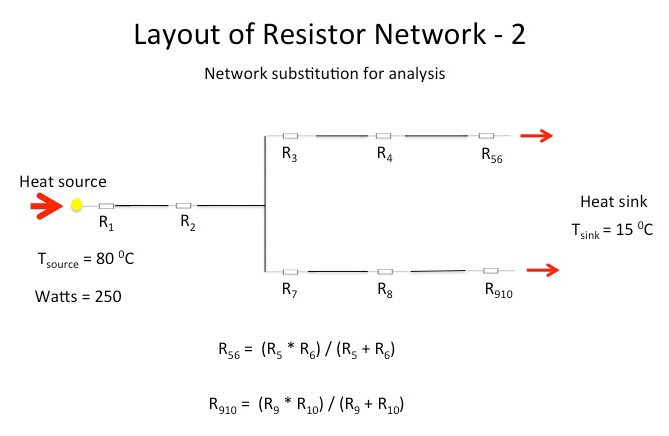 Layout of Resistor Network - 2
Network substitution for analysis
R3 R4 R56
Heat source
R1 R2
Heat sink
Tsink = 15 ⁰C
Tsource = 80 ⁰C
Watts = 250
R7 R8 R910
R56 = (R5 * R6) / (R5 + R6)
R910 = (R9 * R10) / (R9 + R10)